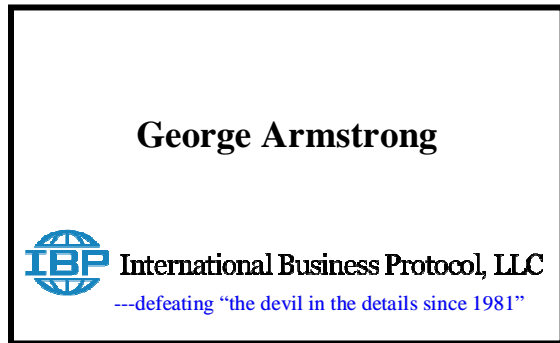 George Armstrong
IBP International Business Protocol, LLC
---defeating “the devil in the details since 1981”